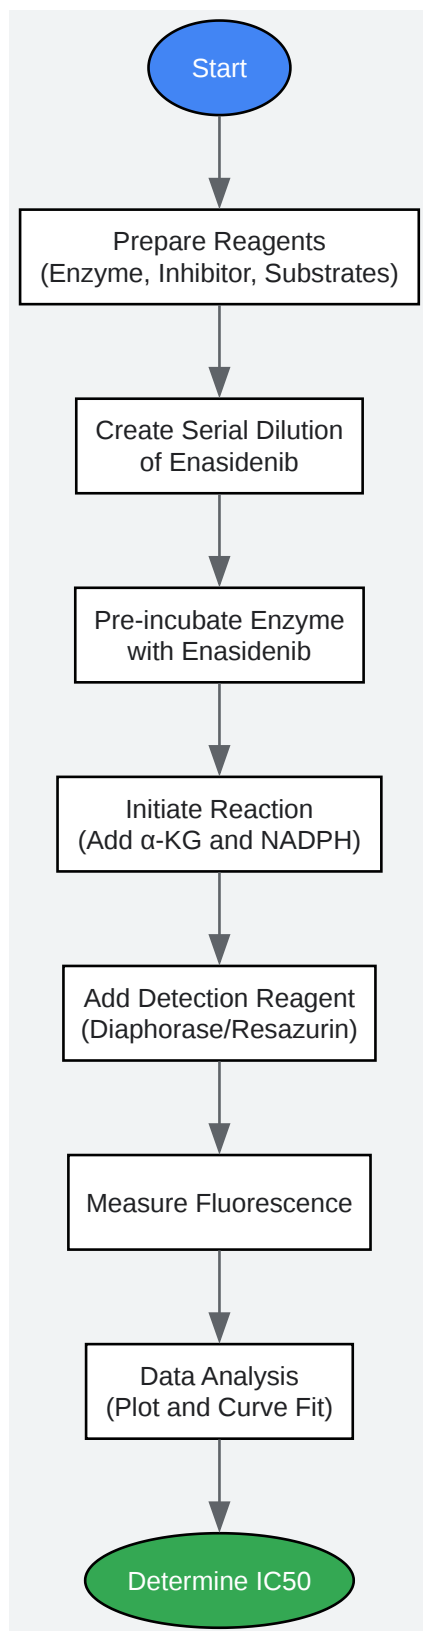 Start
Prepare Reagents
(Enzyme, Inhibitor, Substrates)
Create Serial Dilution
of Enasidenib
Pre-incubate Enzyme
with Enasidenib
Initiate Reaction
(Add α-KG and NADPH)
Add Detection Reagent
(Diaphorase/Resazurin)
Measure Fluorescence
Data Analysis
(Plot and Curve Fit)
Determine IC50